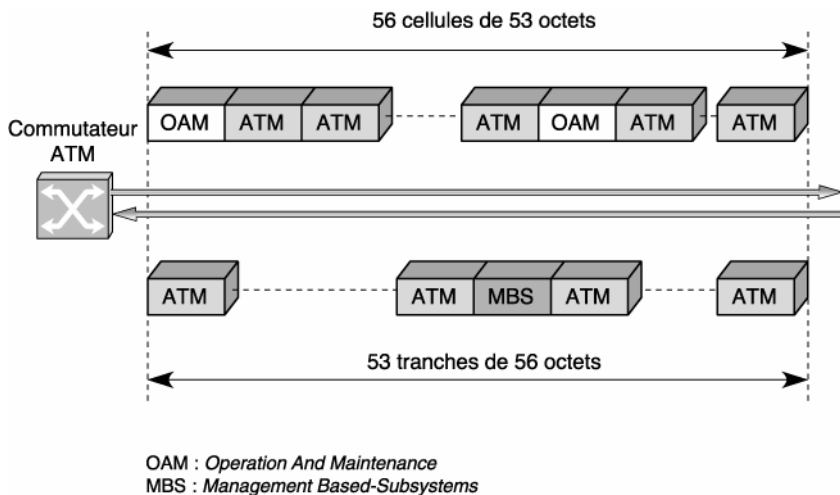 56 cellules de 53 octets
OAM ATM ATM ATM OAM ATM ATM
Commutateur
ATM
ATM ATM MBS ATM ATM
53 tranches de 56 octets
OAM : Operation And Maintenance
MBS : Management Based-Subsystems